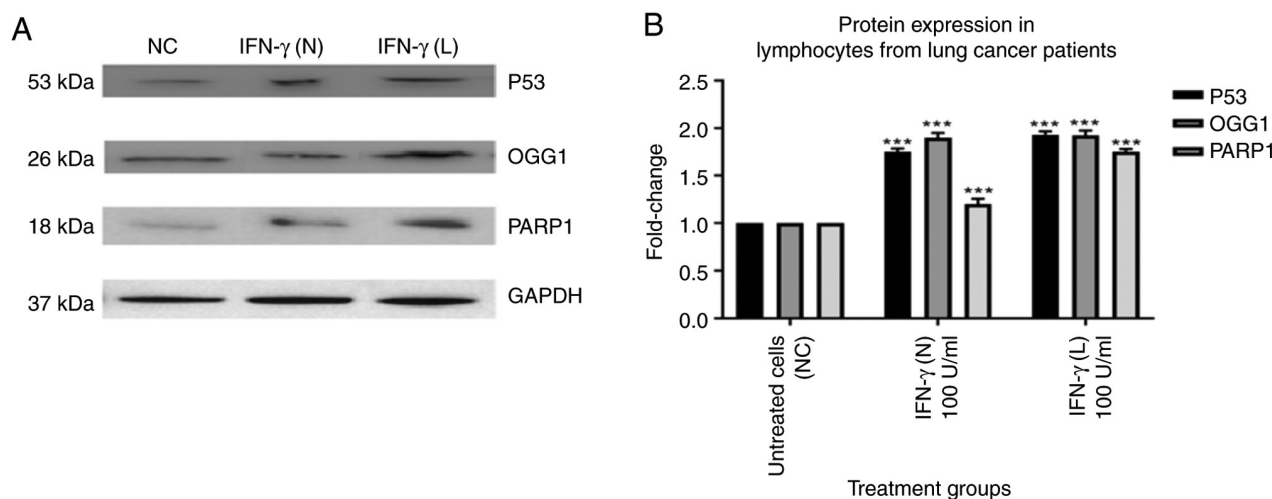 A
NC IFN-γ (N) IFN-γ (L)
53 kDa P53
26 kDa OGG1
18 kDa PARP1
37 kDa GAPDH
B
Protein expression in
lymphocytes from lung cancer patients
Fold-change
2.5
2.0
1.5
1.0
0.5
0.0
*** *** ***
*** *** ***
P53
OGG1
PARP1
Untreated cells
(NC)
IFN-γ (N)
100 U/ml
IFN-γ (L)
100 U/ml
Treatment groups